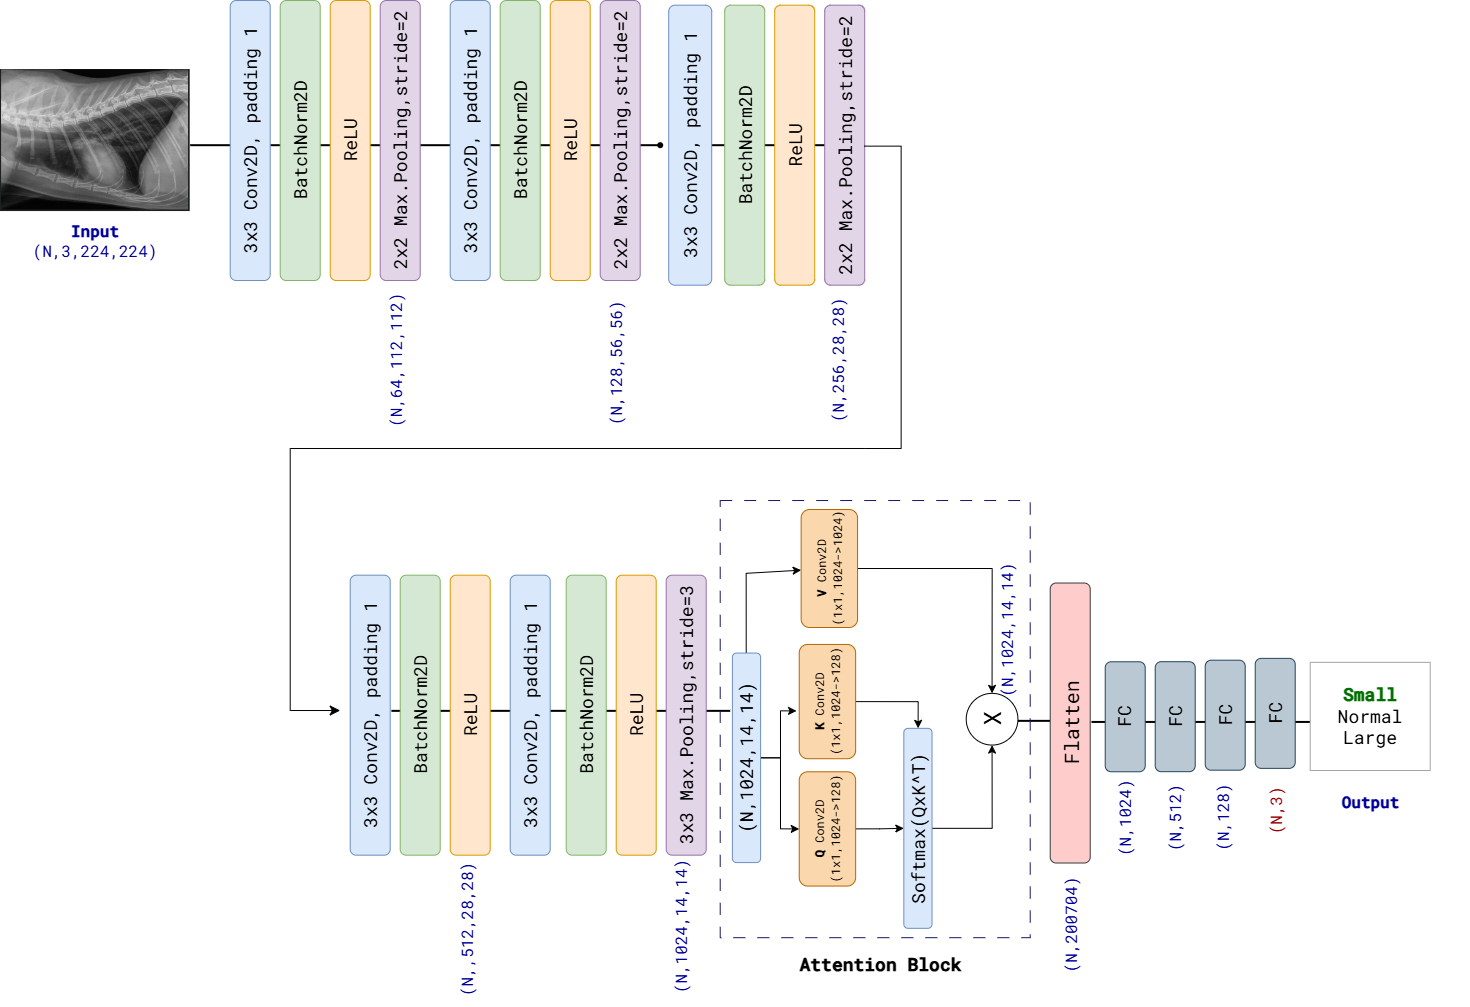 3x3 Conv2D, padding 1
BatchNorm2D
ReLU
2x2 Max.Pooling,stride=2
3x3 Conv2D, padding 1
BatchNorm2D
ReLU
2x2 Max.Pooling,stride=2
3x3 Conv2D, padding 1
BatchNorm2D
ReLU
2x2 Max.Pooling,stride=2
Input
(N,3,224,224)
(N,64,112,112)
(N,128,56,56)
(N,256,28,28)
3x3 Conv2D, padding 1
BatchNorm2D
ReLU
3x3 Conv2D, padding 1
BatchNorm2D
ReLU
3x3 Max.Pooling,stride=3
(N,,512,28,28)
(N,1024,14,14)
(N,1024,14,14)
V Conv2D
(1x1,1024->1024)
K Conv2D
(1x1,1024->128)
Q Conv2D
(1x1,1024->128)
Softmax(QxK^T)
X
(N,1024,14,14)
Attention Block
Flatten
(N,200704)
FC
FC
FC
FC
(N,1024)
(N,512)
(N,128)
(N,3)
Small
Normal
Large
Output